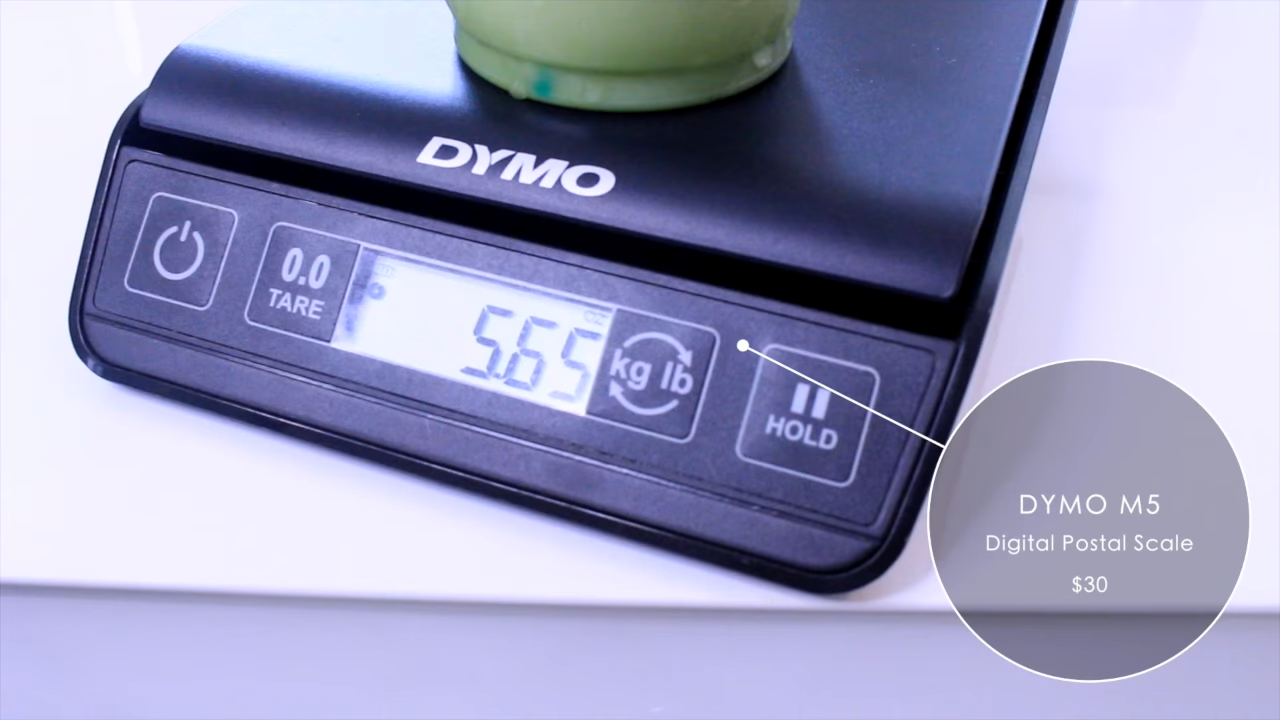 DYMO
0.0
TARE
5.65
OZ
kg lb
HOLD
DYMO M5
Digital Postal Scale
$30